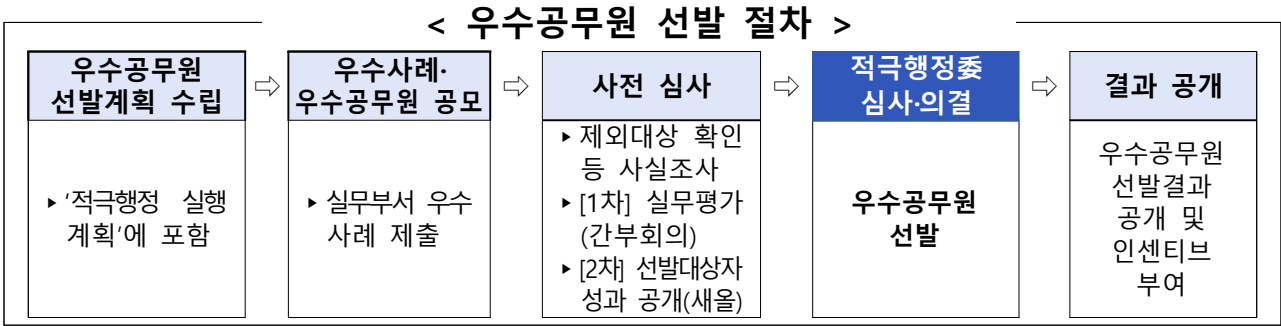 < 우수공무원 선발 절차 >
우수공무원
선발계획 수립
⇨
우수사례·
우수공무원 공모
⇨
사전 심사
⇨
적극행정委
심사·의결
⇨
결과 공개
▸'적극행정 실행
계획'에 포함
▸실무부서 우수
사례 제출
▸제외대상 확인
등 사실조사
▸[1차] 실무평가
(간부회의)
▸[2차] 선발대상자
성과 공개(새올)
우수공무원
선발
우수공무원
선발결과
공개 및
인센티브
부여